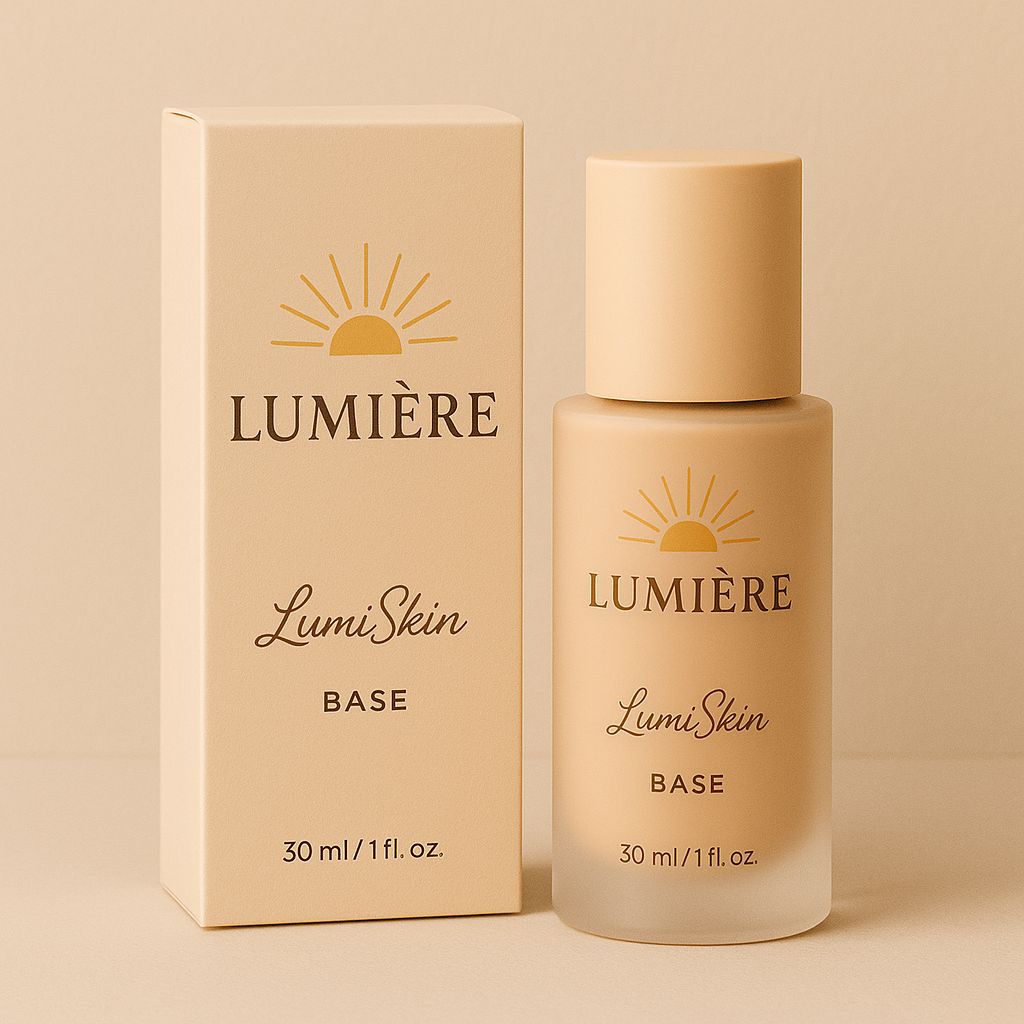 LUMIÈRE
LumiSkin
BASE
30 ml / 1 fl. oz.
LUMIÈRE
LumiSkin
BASE
30 ml / 1 fl. oz.